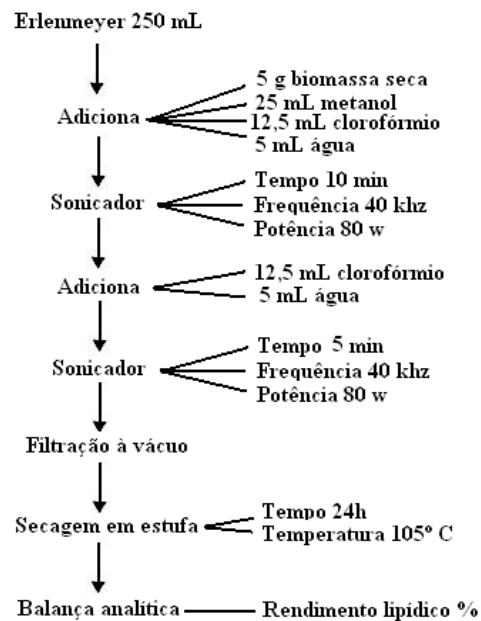 Erlenmeyer 250 mL
Adiciona
5 g biomassa seca
25 mL metanol
12,5 mL clorofórmio
5 mL água
Sonicador
Tempo 10 min
Frequência 40 khz
Potência 80 w
Adiciona
12,5 mL clorofórmio
5 mL água
Sonicador
Tempo 5 min
Frequência 40 khz
Potência 80 w
Filtração à vácuo
Secagem em estufa
Tempo 24h
Temperatura 105º C
Balança analítica
Rendimento lipídico %